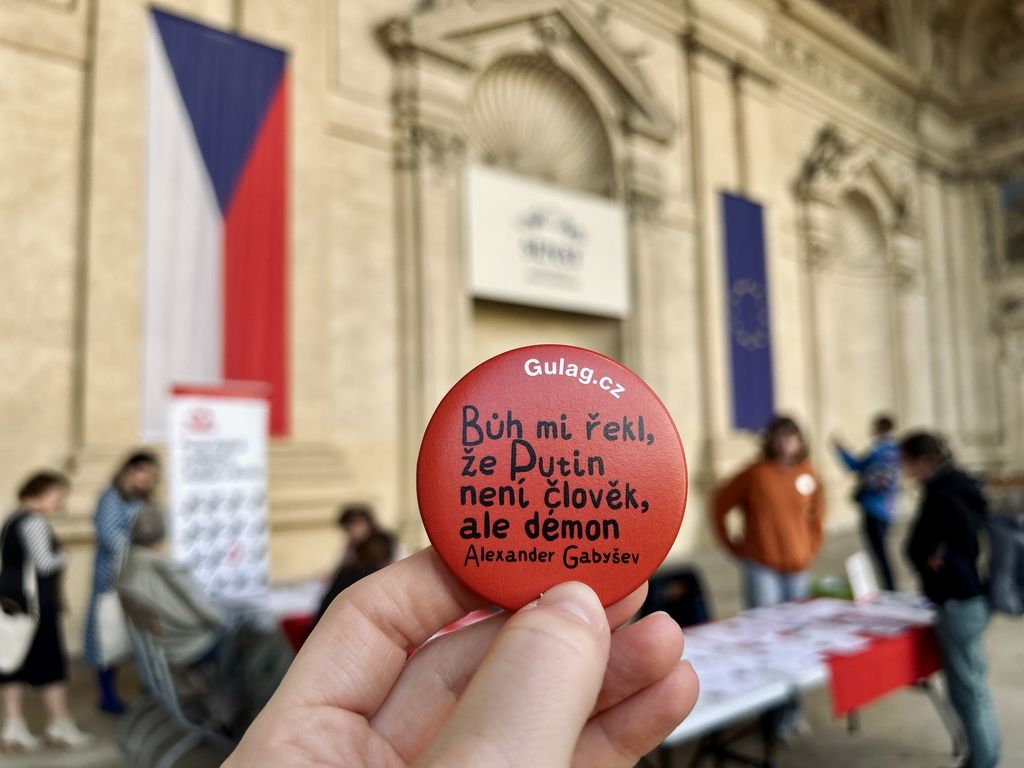 Gulag.cz
Bůh mi řekl,
že Putin
není člověk,
ale démon
Alexander Gabyšev